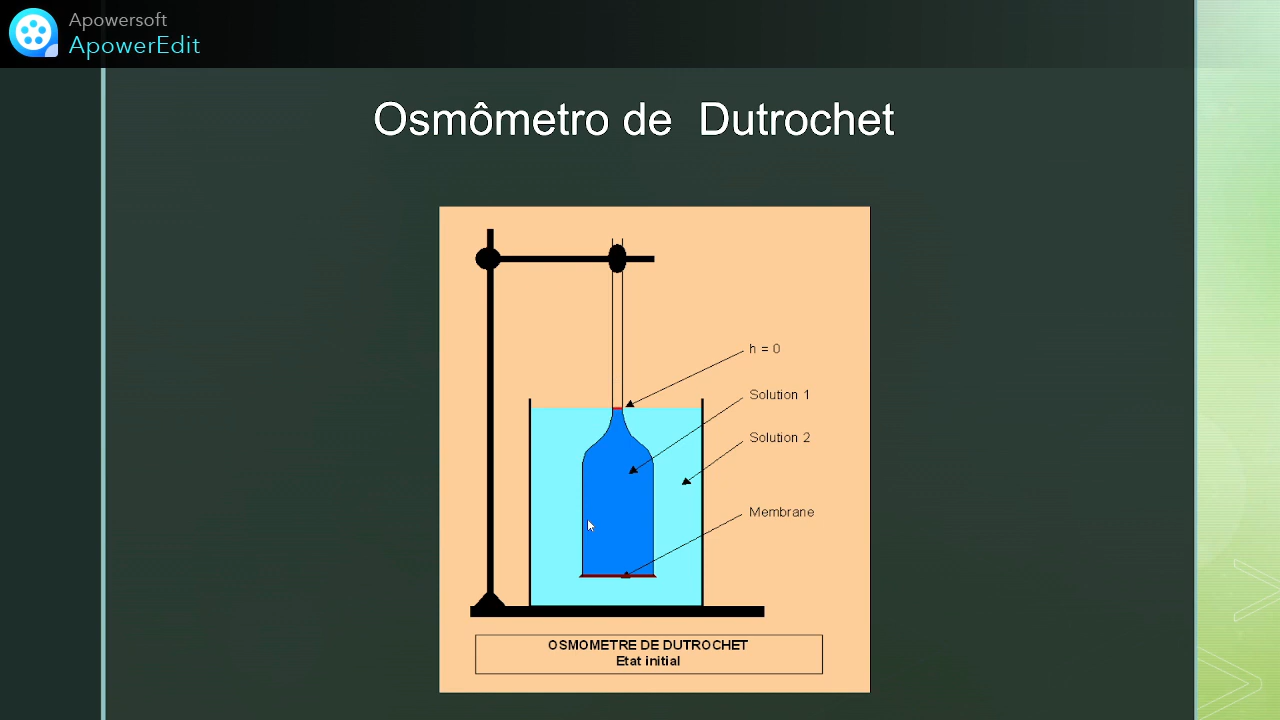 Apowersoft
ApowerEdit
Osmômetro de Dutrochet
h = 0
Solution 1
Solution 2
Membrane
OSMOMETRE DE DUTROCHET
Etat initial